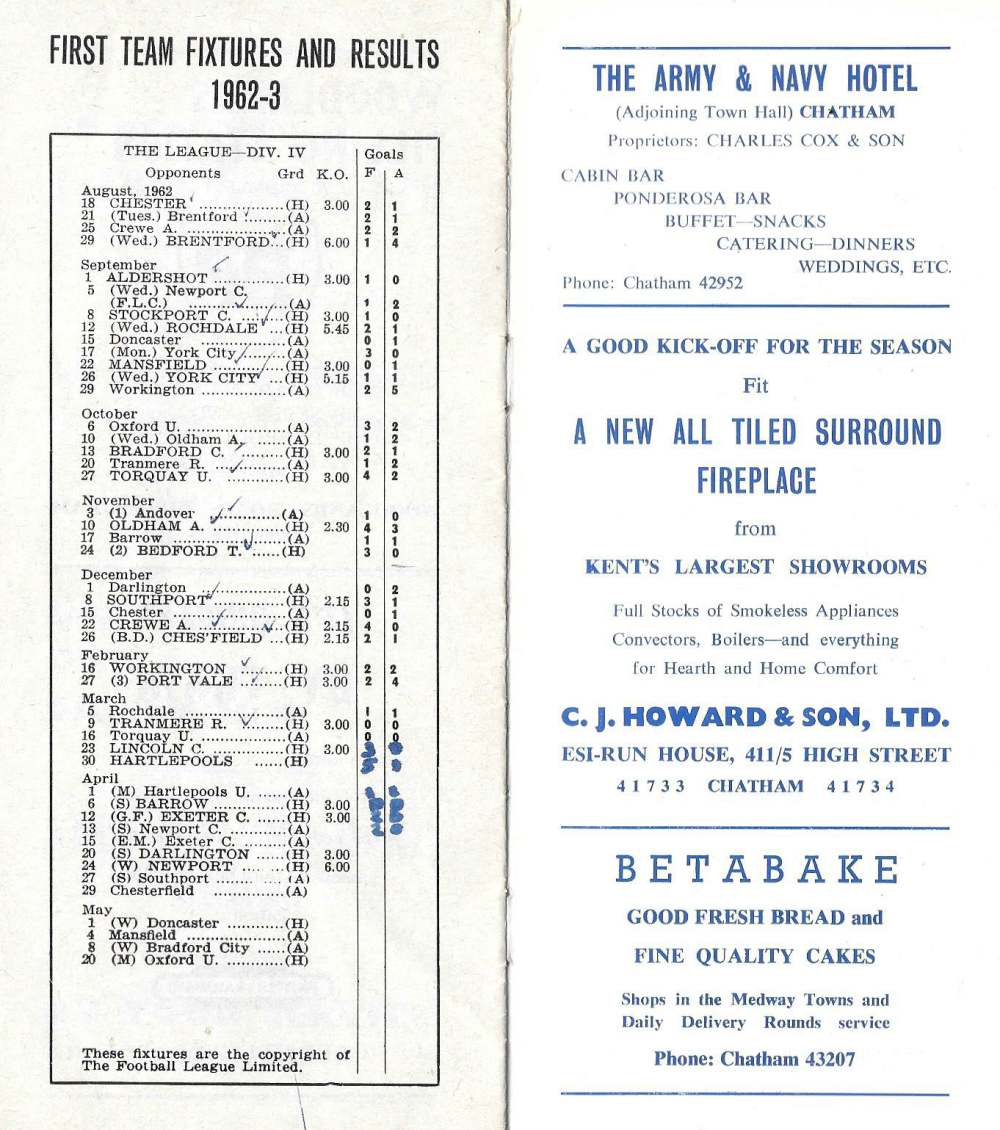 FIRST TEAM FIXTURES AND RESULTS
1962-3
THE LEAGUE—DIV. IV Goals
Opponents Grd K.O. F A
August, 1962
18 CHESTER ................(H) 3.00 2 1
21 (Tues.) Brentford ........(A) 2 1
25 Crewe A. ..................(A) 2 2
29 (Wed.) BRENTFORD...(H) 6.00 1 4
September
1 ALDERSHOT ...............(H) 3.00 1 0
5 (Wed.) Newport C.
(F.L.C.) .....................(A) 1 2
8 STOCKPORT C. .........(H) 3.00 1 0
12 (Wed.) ROCHDALE ...(H) 5.45 2 1
15 Doncaster ..................(A) 0 1
17 (Mon.) York City.........(A) 3 0
22 MANSFIELD ...............(H) 3.00 0 1
26 (Wed.) YORK CITY ...(H) 5.15 1 1
29 Workington ..................(A) 2 5
October
6 Oxford U. ..................(A) 3 2
10 (Wed.) Oldham A. ......(A) 1 2
13 BRADFORD C. .........(H) 3.00 2 1
20 Tranmere R. ...............(A) 1 2
27 TORQUAY U. ............(H) 3.00 4 2
November
3 (1) Andover ...............(A) 1 0
10 OLDHAM A. ...............(H) 2.30 4 3
17 Barrow .....................(A) 1 1
24 (2) BEDFORD T. ......(H) 3 0
December
1 Darlington ..................(A) 0 2
8 SOUTHPORT ...............(H) 2.15 3 1
15 Chester .....................(A) 0 1
22 CREWE A. ..................(H) 2.15 4 0
26 (B.D.) CHES'FIELD ...(H) 2.15 2 1
February
16 WORKINGTON .........(H) 3.00 2 2
27 (3) PORT VALE .........(H) 3.00 2 4
March
5 Rochdale .....................(A) 1 1
9 TRANMERE R. .........(H) 3.00 0 0
16 Torquay U. ...............(A) 0 0
23 LINCOLN C. ...............(H) 3.00
30 HARTLEPOOLS ......(H)
April
1 (M) Hartlepools U. ......(A)
6 (S) BARROW ............(H) 3.00
12 (G.F.) EXETER C. ......(H) 3.00
13 (S) Newport C. ............(A)
15 (E.M.) Exeter C. .........(A)
20 (S) DARLINGTON ......(H) 3.00
24 (W) NEWPORT .........(H) 6.00
27 (S) Southport ............(A)
29 Chesterfield ...............(A)
May
1 (W) Doncaster ............(H)
4 Mansfield ..................(A)
8 (W) Bradford City ......(A)
20 (M) Oxford U. ............(H)
These fixtures are the copyright of
The Football League Limited.
THE ARMY & NAVY HOTEL
(Adjoining Town Hall) CHATHAM
Proprietors: CHARLES COX & SON
CABIN BAR
PONDEROSA BAR
BUFFET—SNACKS
CATERING—DINNERS
WEDDINGS, ETC.
Phone: Chatham 42952
A GOOD KICK-OFF FOR THE SEASON
Fit
A NEW ALL TILED SURROUND
FIREPLACE
from
KENT'S LARGEST SHOWROOMS
Full Stocks of Smokeless Appliances
Convectors, Boilers—and everything
for Hearth and Home Comfort
C. J. HOWARD & SON, LTD.
ESI-RUN HOUSE, 411/5 HIGH STREET
41733 CHATHAM 41734
BETABAKE
GOOD FRESH BREAD and
FINE QUALITY CAKES
Shops in the Medway Towns and
Daily Delivery Rounds service
Phone: Chatham 43207